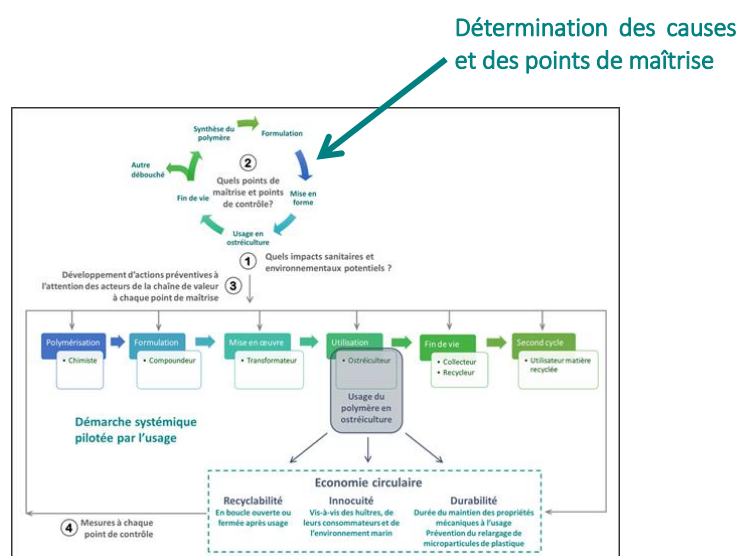 Détermination des causes
et des points de maîtrise
Synthèse du
polymère
Formulation
Autre
débouché
2
Quels points de
maîtrise et points
de contrôle?
Fin de vie
Mise en
forme
Usage en
ostréiculture
1
Quels impacts sanitaires et
environnementaux potentiels ?
Développement d'actions préventives à
l'attention des acteurs de la chaîne de valeur
à chaque point de maîtrise
3
Polymérisation
• Chimiste
Formulation
• Compoundeur
Mise en œuvre
• Transformateur
Utilisation
• Ostréiculteur
Fin de vie
• Collecteur
• Recycleur
Second cycle
• Utilisateur matière
recyclée
Usage du
polymère en
ostréiculture
Démarche systémique
pilotée par l'usage
Economie circulaire
Recyclabilité
En boucle ouverte ou
fermée après usage
Innocuité
Vis-à-vis des huîtres, de
leurs consommateurs et de
l'environnement marin
Durabilité
Durée du maintien des propriétés
mécaniques à l'usage
Prévention du relargage de
microparticules de plastique
4
Mesures à chaque
point de contrôle